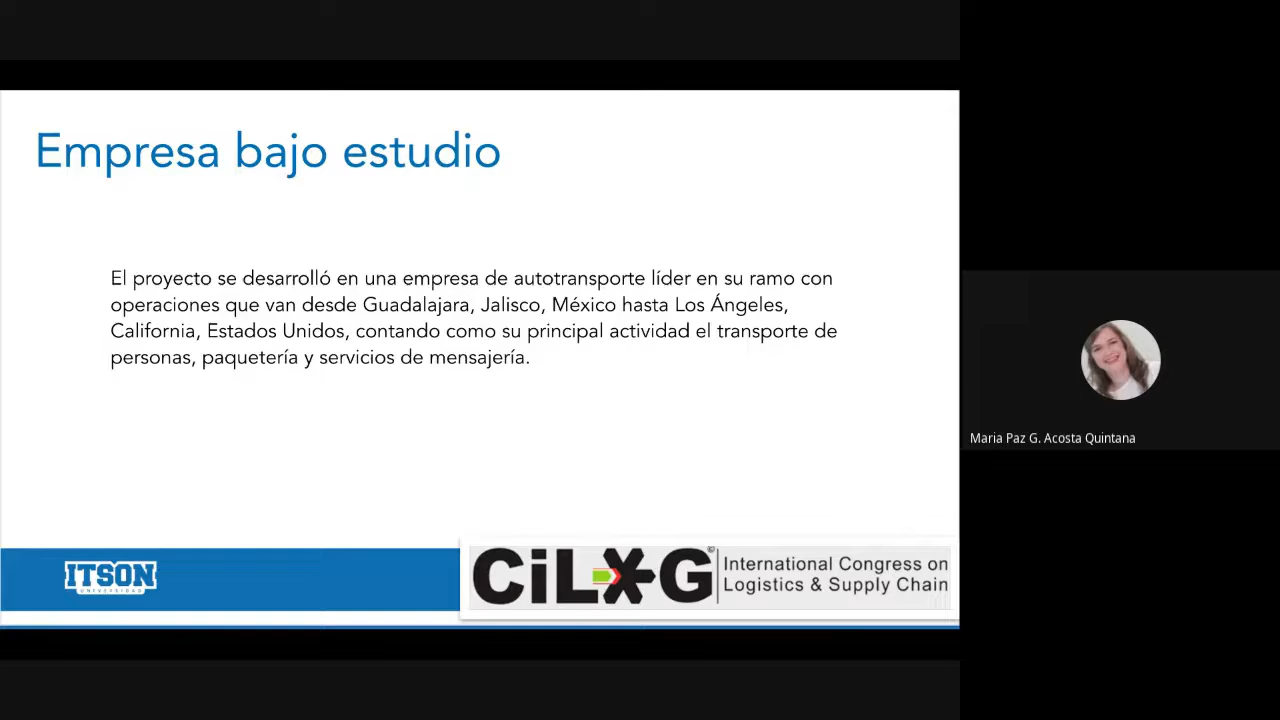 Empresa bajo estudio
El proyecto se desarrolló en una empresa de autotransporte líder en su ramo con
operaciones que van desde Guadalajara, Jalisco, México hasta Los Ángeles,
California, Estados Unidos, contando como su principal actividad el transporte de
personas, paquetería y servicios de mensajería.
Maria Paz G. Acosta Quintana
ITSON
UNIVERSIDAD
CiLOG©
International Congress on
Logistics & Supply Chain